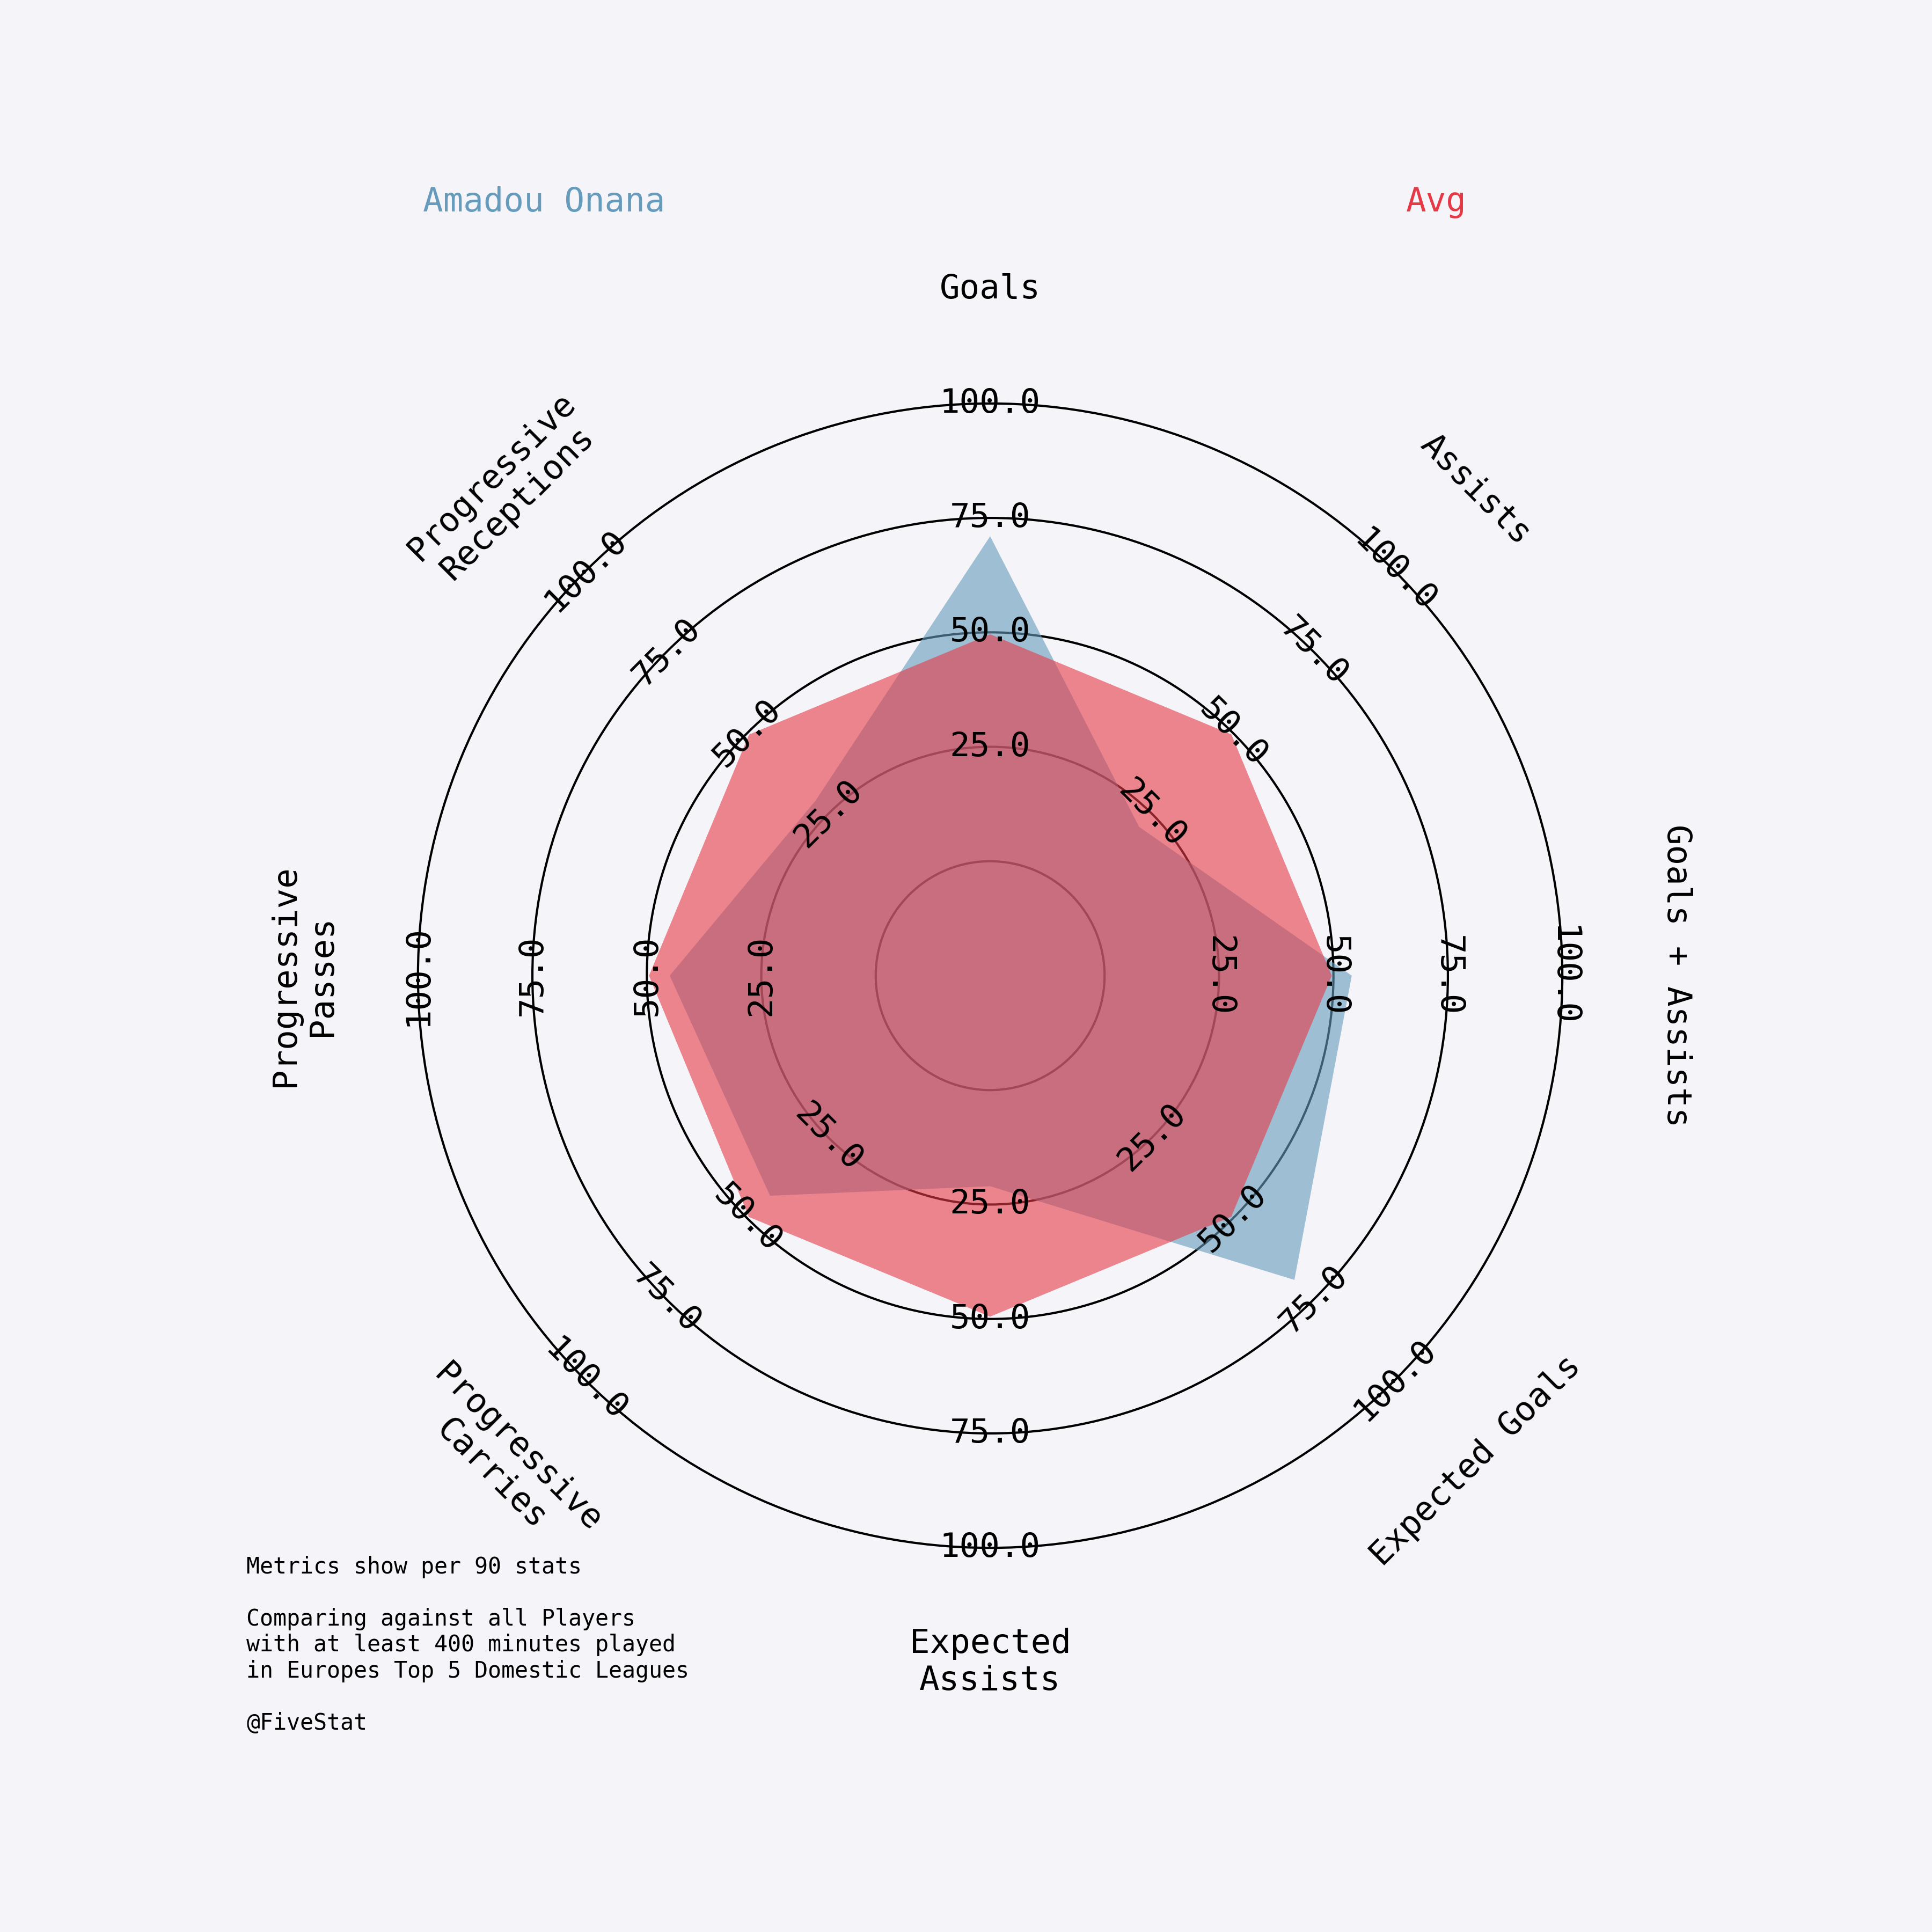 Amadou Onana
Avg
Goals
Assists
Goals + Assists
Expected Goals
Expected
Assists
Progressive
Carries
Progressive
Passes
Progressive
Receptions
25.0
50.0
75.0
100.0
25.0
50.0
75.0
100.0
25.0
50.0
75.0
100.0
25.0
50.0
75.0
100.0
25.0
50.0
75.0
100.0
25.0
50.0
75.0
100.0
25.0
50.0
75.0
100.0
25.0
50.0
75.0
100.0
Metrics show per 90 stats
Comparing against all Players
with at least 400 minutes played
in Europes Top 5 Domestic Leagues
@FiveStat